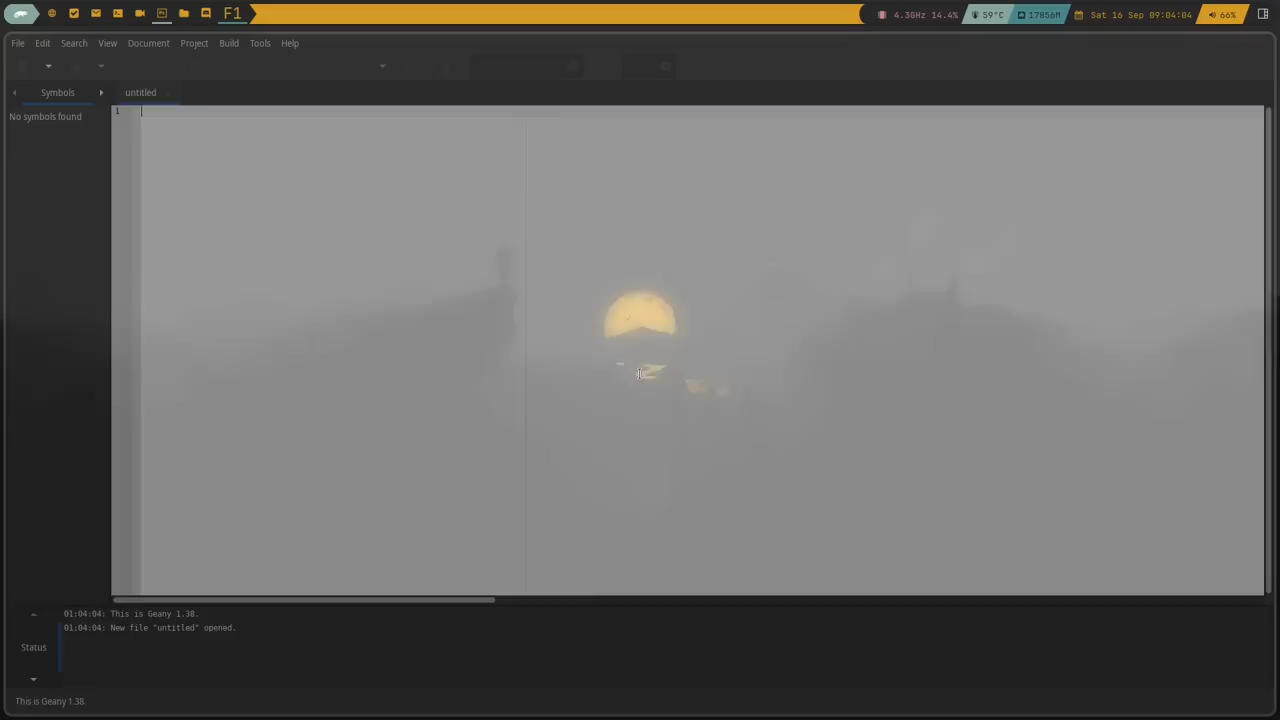 F1 4.3GHz 14.4% 59°C 17856M Sat 16 Sep 09:04:04 66%
File Edit Search View Document Project Build Tools Help
Symbols untitled
No symbols found
1
01:04:04: This is Geany 1.38.
01:04:04: New file "untitled" opened.
Status
This is Geany 1.38.